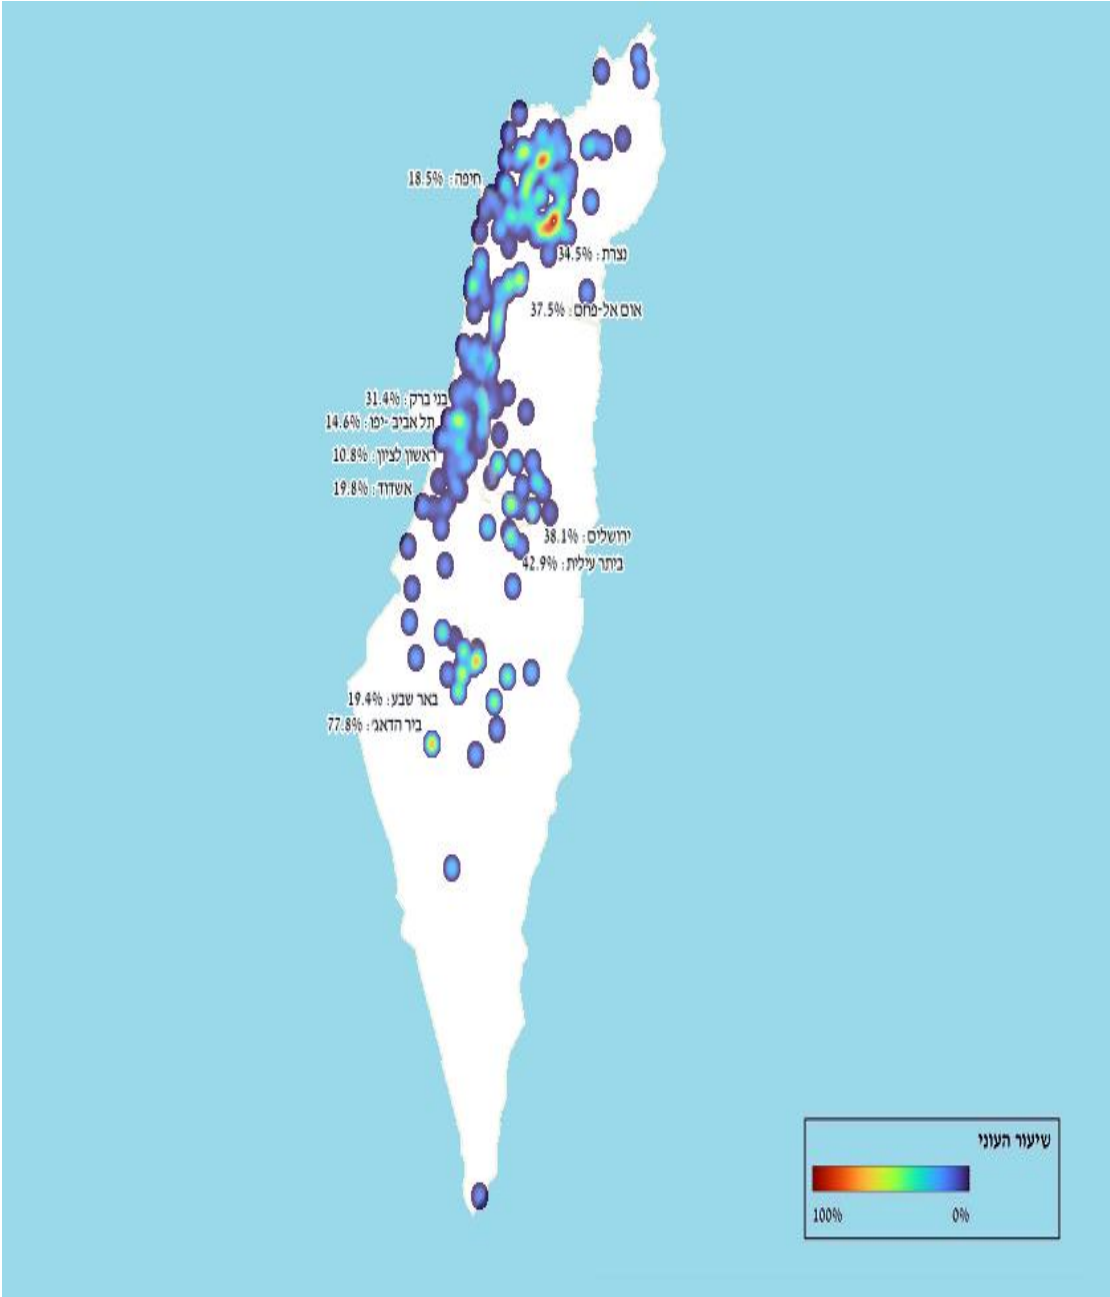 חיפה: 18.5%
נצרת: 34.5%
אום אל-פחם: 37.5%
בני ברק: 31.4%
תל אביב -יפו: 14.6%
ראשון לציון: 10.8%
אשדוד: 19.8%
ירושלים: 38.1%
ביתר עילית: 42.9%
באר שבע: 19.4%
ביר הדאג': 77.8%
שיעור העוני
100% 0%